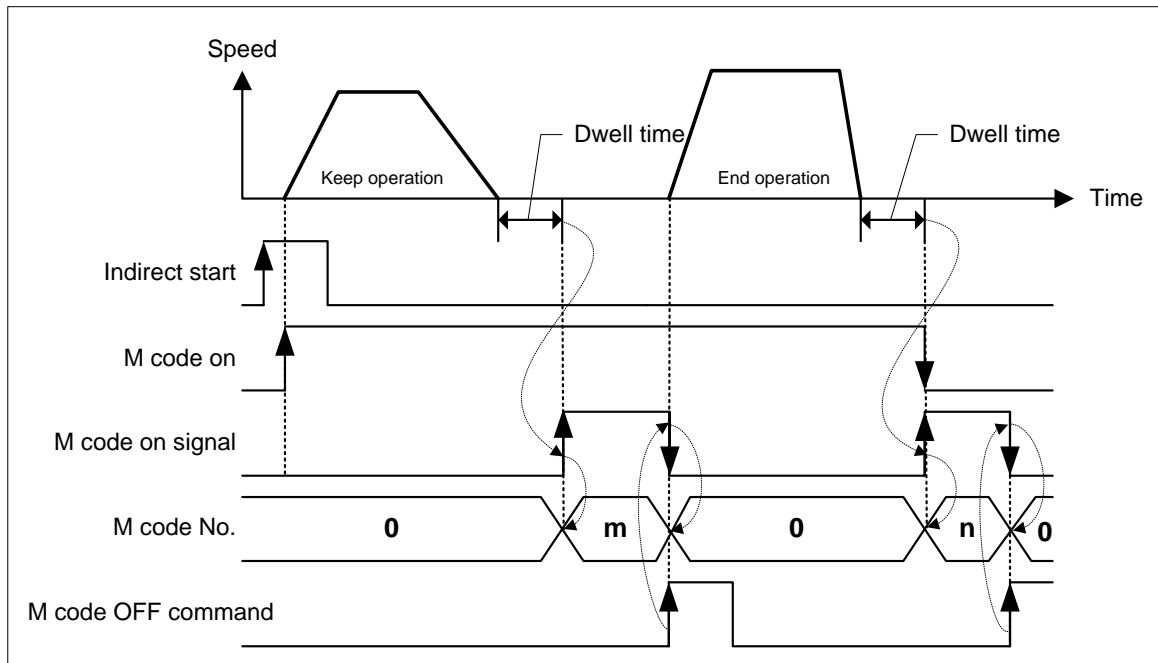 Speed
Dwell time
Dwell time
Keep operation
End operation
Time
Indirect start
M code on
M code on signal
M code No.
0
m
0
n
0
M code OFF command